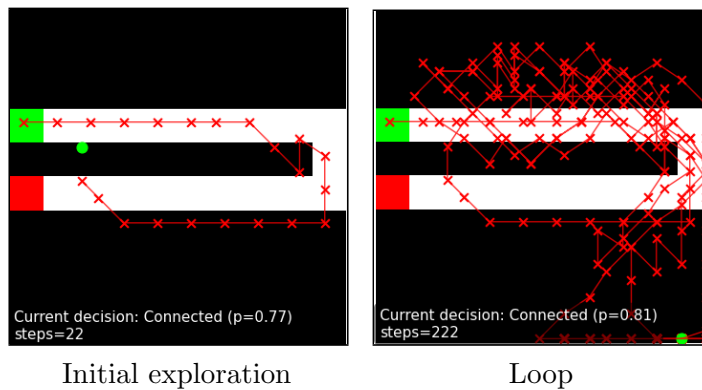 Current decision: Connected (p=0.77)
steps=22
Current decision: Connected (p=0.81)
steps=222
Initial exploration
Loop